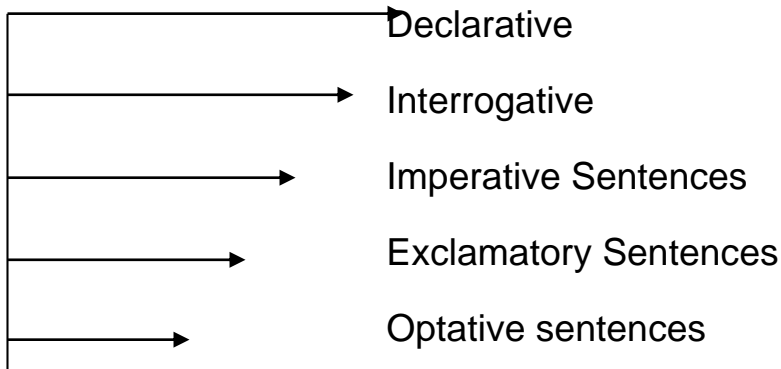 Declarative
Interrogative
Imperative Sentences
Exclamatory Sentences
Optative sentences